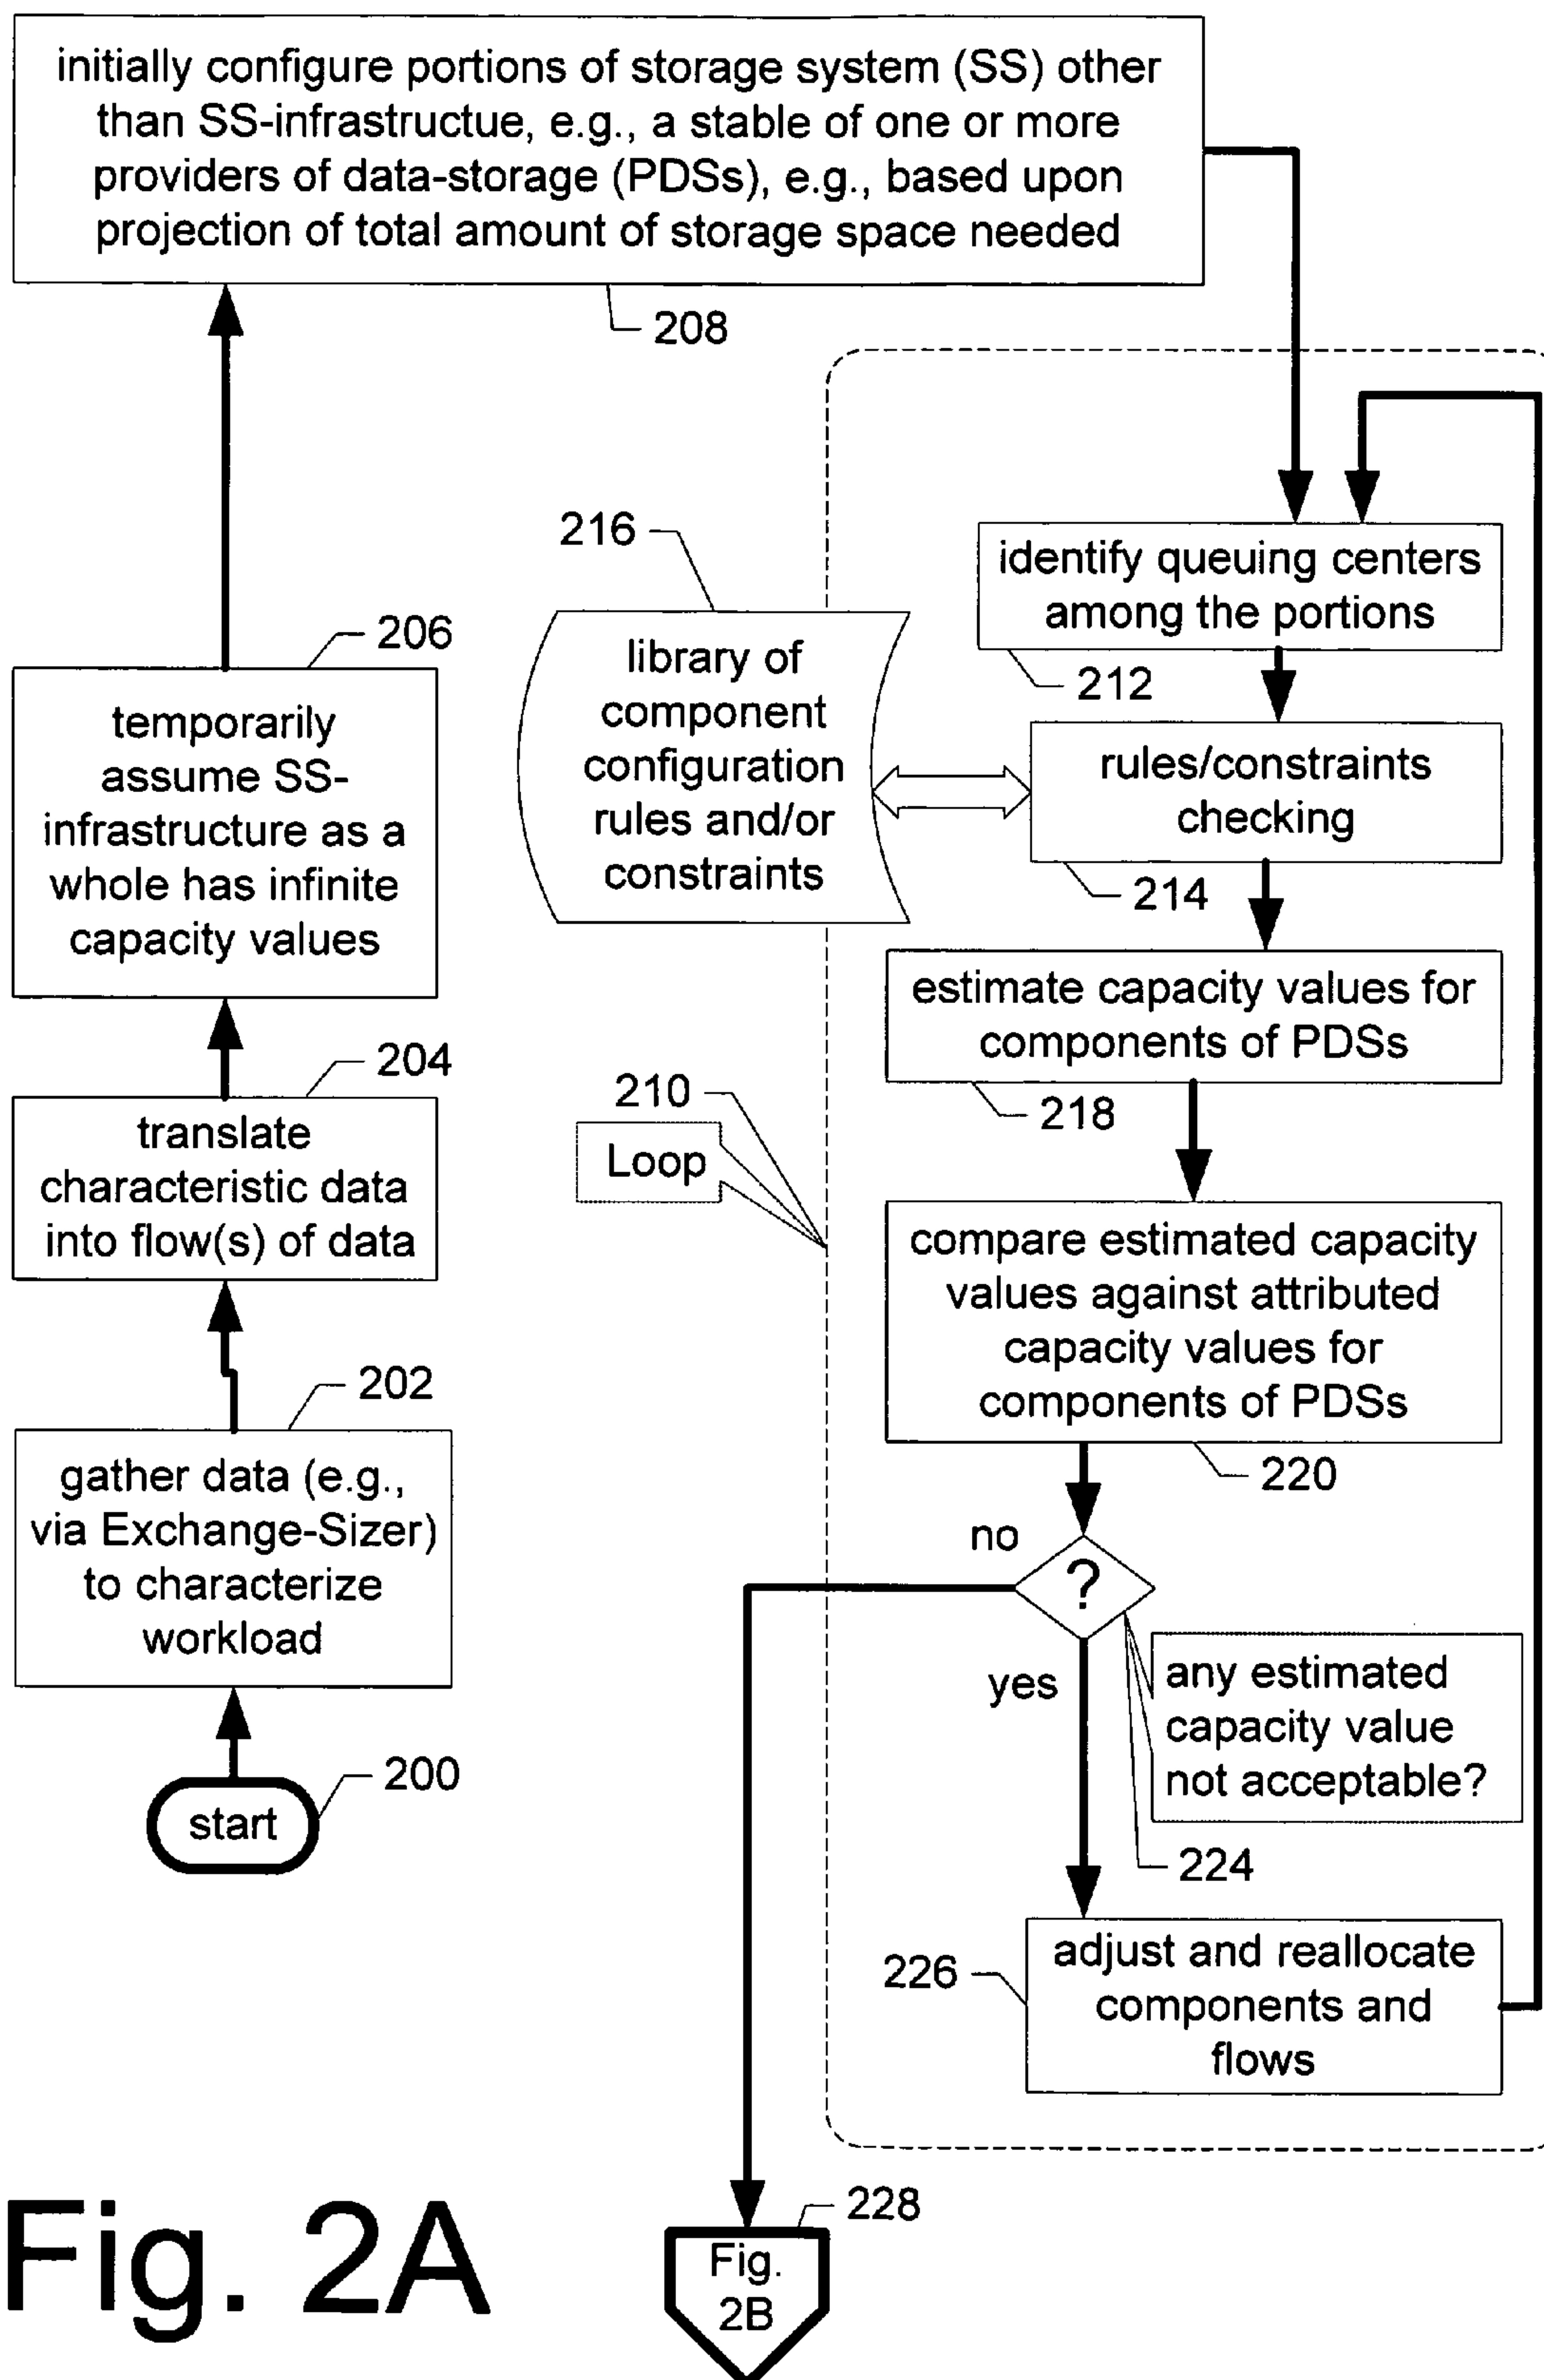 initially configure portions of storage system (SS) other
than SS-infrastructue, e.g., a stable of one or more
providers of data-storage (PDSs), e.g., based upon
projection of total amount of storage space needed
208
216
identify queuing centers
among the portions
212
206
library of
component
configuration
rules and/or
constraints
temporarily
assume SS-
infrastructure as a
whole has infinite
capacity values
rules/constraints
checking
214
estimate capacity values for
components of PDSs
218
204
translate
characteristic data
into flow(s) of data
210
Loop
compare estimated capacity
values against attributed
capacity values for
components of PDSs
220
202
gather data (e.g.,
via Exchange-Sizer)
to characterize
workload
no
?
yes
any estimated
capacity value
not acceptable?
224
200
start
226
adjust and reallocate
components and
flows
228
Fig.
2B
Fig. 2A